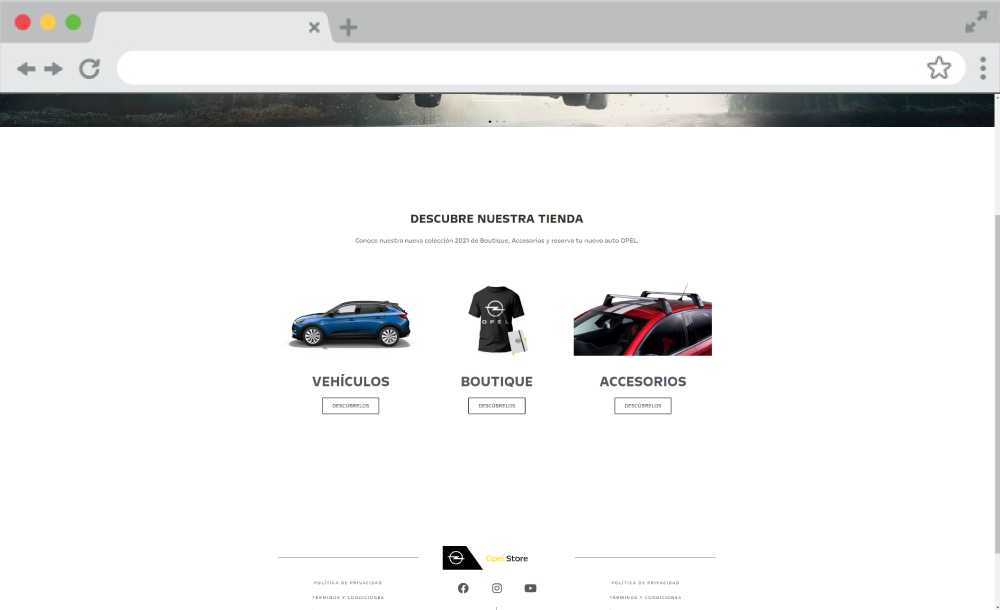 DESCUBRE NUESTRA TIENDA
Conoce nuestra nueva colección 2021 de Boutique, Accesorios y reserva tu nuevo auto OPEL.
OPEL
VEHÍCULOS
BOUTIQUE
ACCESORIOS
DESCÚBRELOS
DESCÚBRELOS
DESCÚBRELOS
Opel Store
POLÍTICA DE PRIVACIDAD
POLÍTICA DE PRIVACIDAD
TÉRMINOS Y CONDICIONES
TÉRMINOS Y CONDICIONES